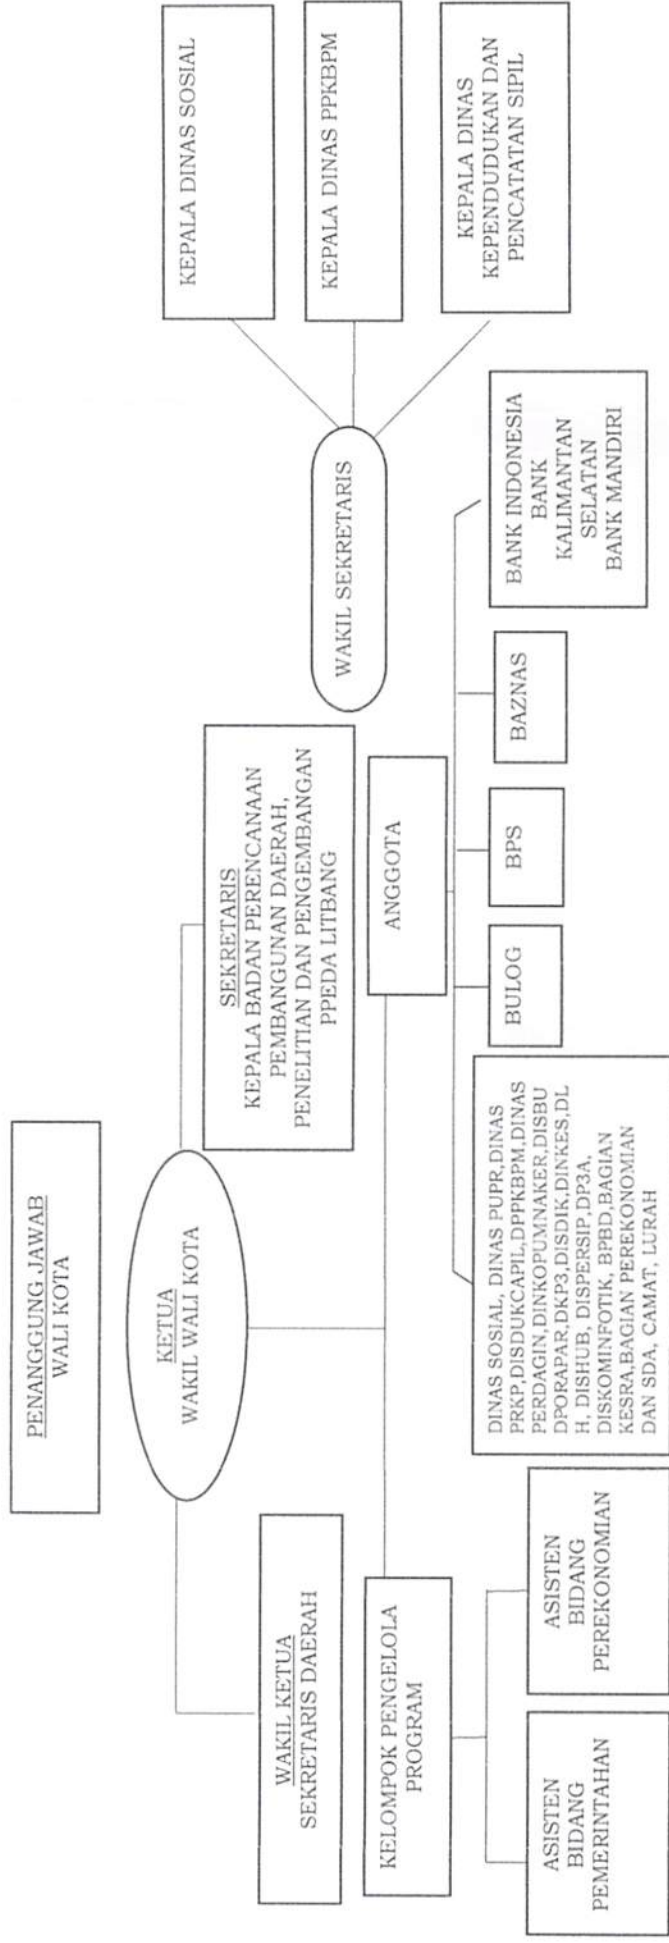 PENANGGUNG JAWAB
WALI KOTA
KETUA
WAKIL WALI KOTA
WAKIL KETUA
SEKRETARIS DAERAH
SEKRETARIS
KEPALA BADAN PERENCANAAN
PEMBANGUNAN DAERAH,
PENELITIAN DAN PENGEMBANGAN
PPEDA LITBANG
WAKIL SEKRETARIS
KEPALA DINAS SOSIAL
KEPALA DINAS PPKBPM
KEPALA DINAS
KEPENDUDUKAN DAN
PENCATATAN SIPIL
KELOMPOK PENGELOLA
PROGRAM
ANGGOTA
ASISTEN
BIDANG
PEMERINTAHAN
ASISTEN
BIDANG
PEREKONOMIAN
DINAS SOSIAL, DINAS PUPR,DINAS
PRKP,DISDUKCAPIL,DPPKBPM,DINAS
PERDAGIN,DINKOPUMNAKER,DISBU
DPORAPAR,DKP3,DISDIK,DINKES,DL
H, DISHUB, DISPERSIP,DP3A,
DISKOMINFOTIK, BPBD,BAGIAN
KESRA,BAGIAN PEREKONOMIAN
DAN SDA, CAMAT, LURAH
BULOG
BPS
BAZNAS
BANK INDONESIA
BANK
KALIMANTAN
SELATAN
BANK MANDIRI